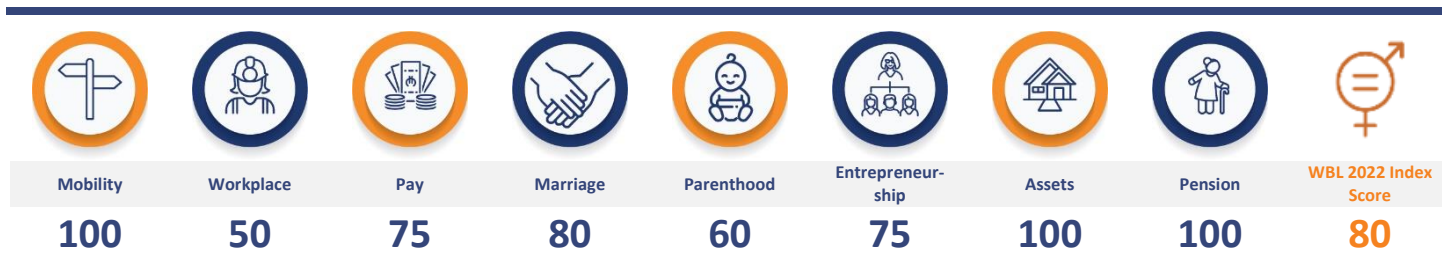 Mobility
Workplace
Pay
Marriage
Parenthood
Entrepreneur-
ship
Assets
Pension
WBL 2022 Index
Score
100
50
75
80
60
75
100
100
80